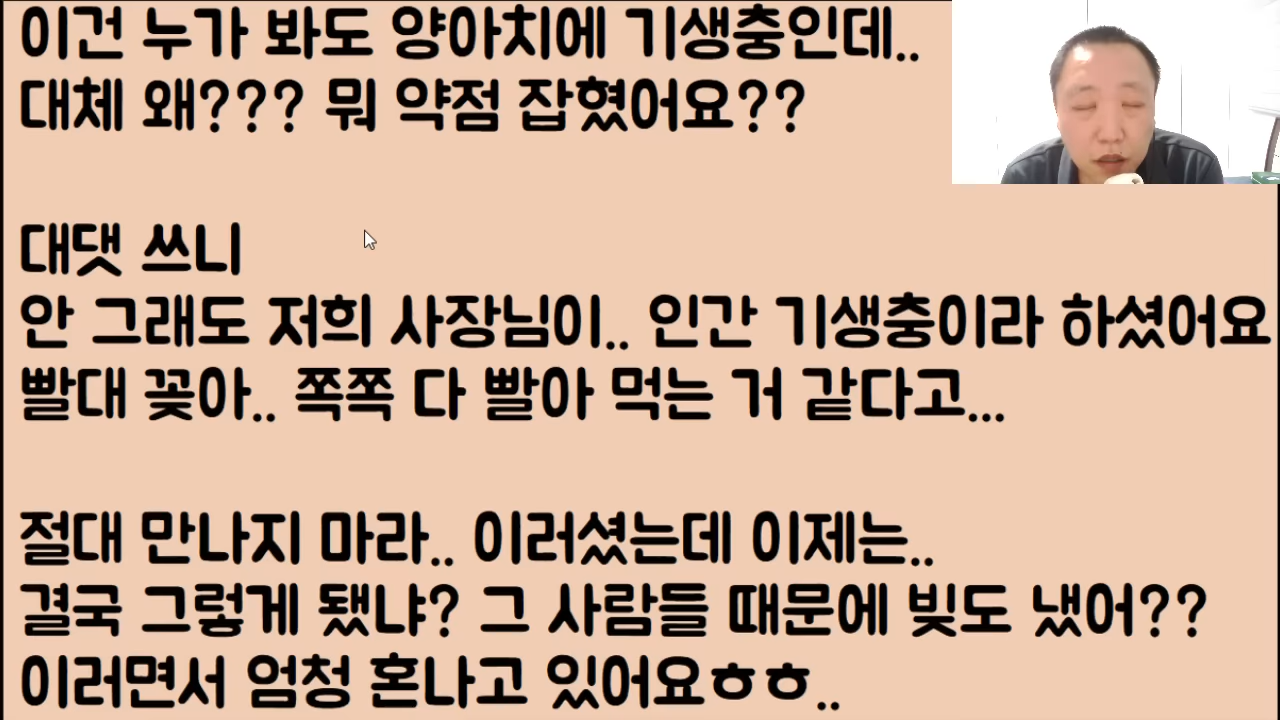 이건 누가 봐도 양아치에 기생충인데..
대체 왜??? 뭐 약점 잡혔어요??
대댓 쓰니
안 그래도 저희 사장님이.. 인간 기생충이라 하셨어요
빨대 꽂아.. 쪽쪽 다 빨아 먹는 거 같다고...
절대 만나지 마라.. 이러셨는데 이제는..
결국 그렇게 됐냐? 그 사람들 때문에 빚도 냈어??
이러면서 엄청 혼나고 있어요ㅎㅎ..